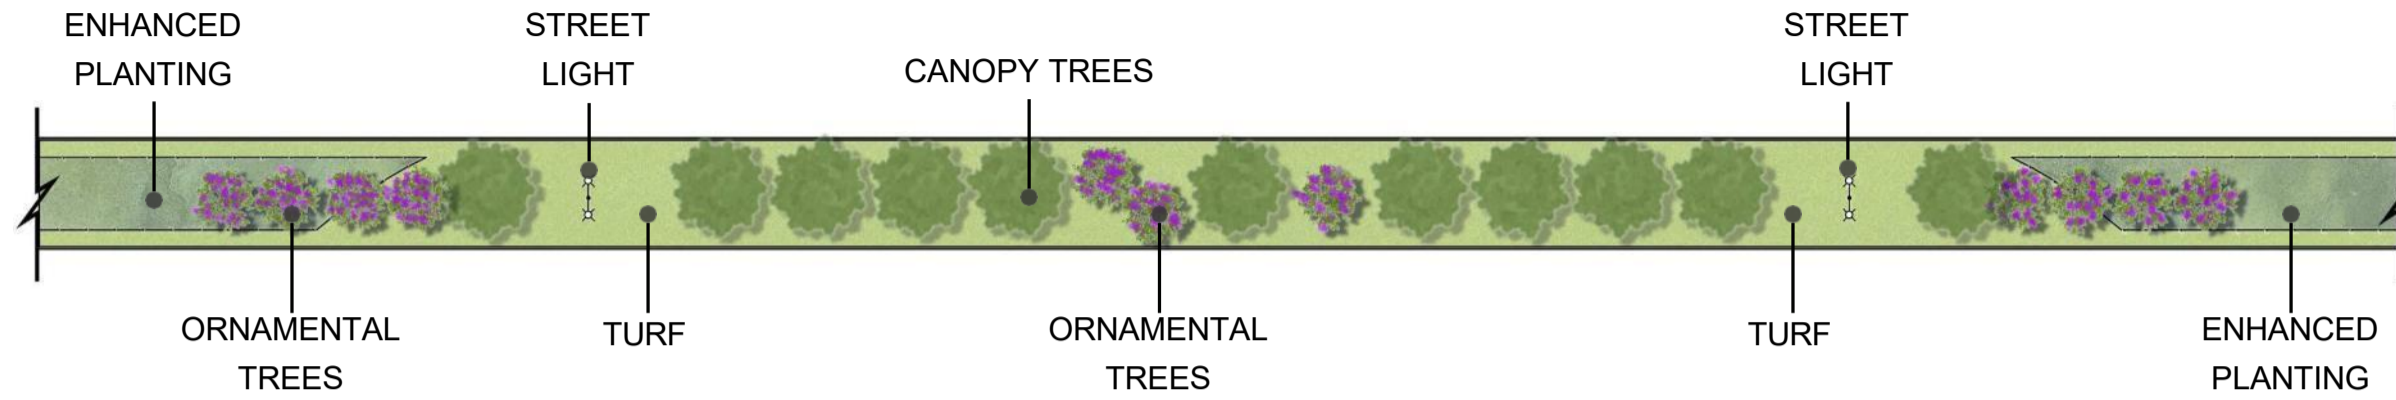 ENHANCED
PLANTING
STREET
LIGHT
CANOPY TREES
STREET
LIGHT
ORNAMENTAL
TREES
TURF
ORNAMENTAL
TREES
TURF
ENHANCED
PLANTING